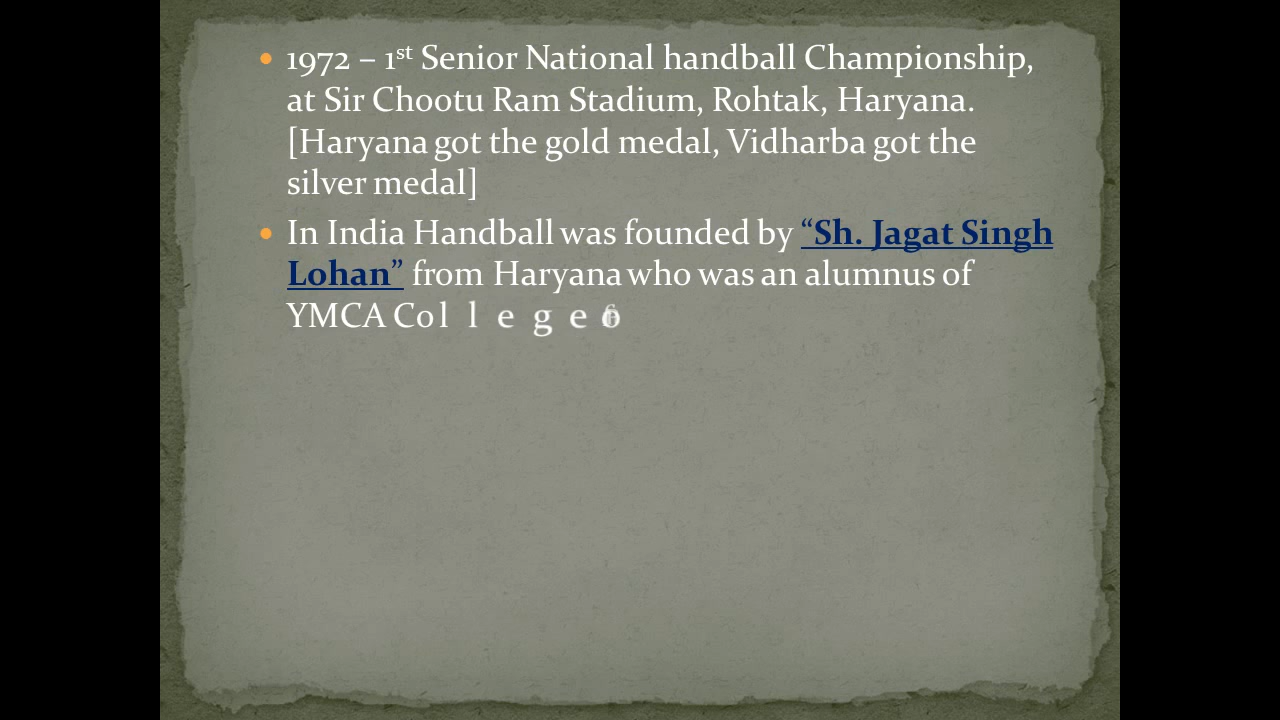 • 1972 – 1st Senior National handball Championship,
at Sir Chootu Ram Stadium, Rohtak, Haryana.
[Haryana got the gold medal, Vidharba got the
silver medal]
• In India Handball was founded by “Sh. Jagat Singh
Lohan” from Haryana who was an alumnus of
YMCA College